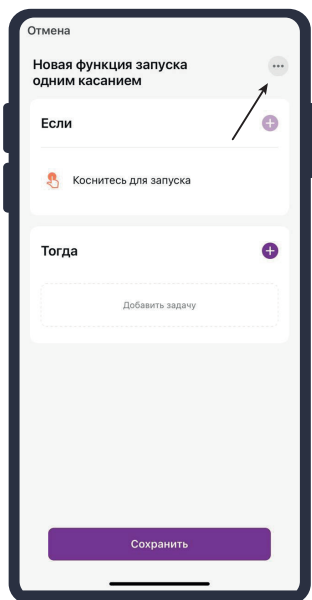 Отмена
Новая функция запуска
одним касанием
Если
Коснитесь для запуска
Тогда
Добавить задачу
Сохранить